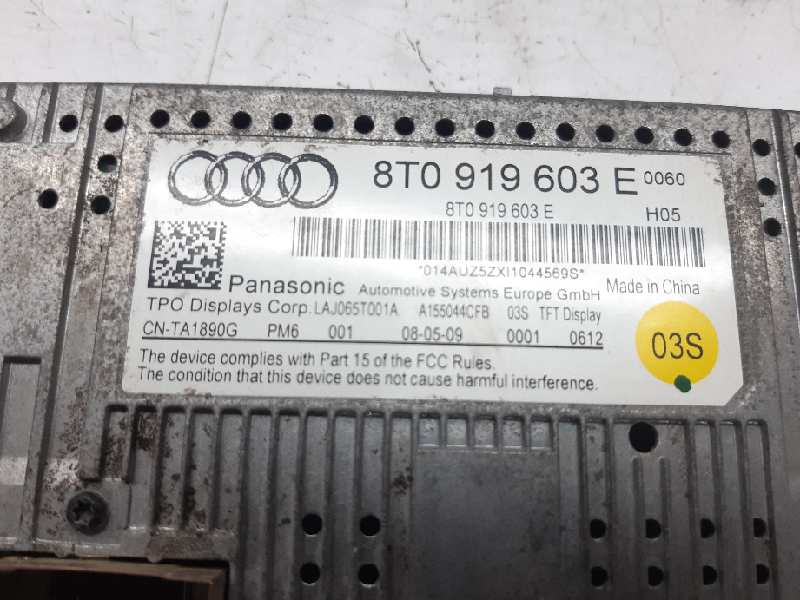 8T0 919 603 E 0060
8T0 919 603 E H05
*014AUZ5ZXI1044569S*
Panasonic Automotive Systems Europe GmbH Made in China
TPO Displays Corp. LAJ065T001A A155044CFB 03S TFT Display
CN-TA1890G PM6 001 08-05-09 0001 0612
03S
The device complies with Part 15 of the FCC Rules.
The condition that this device does not cause harmful interference.